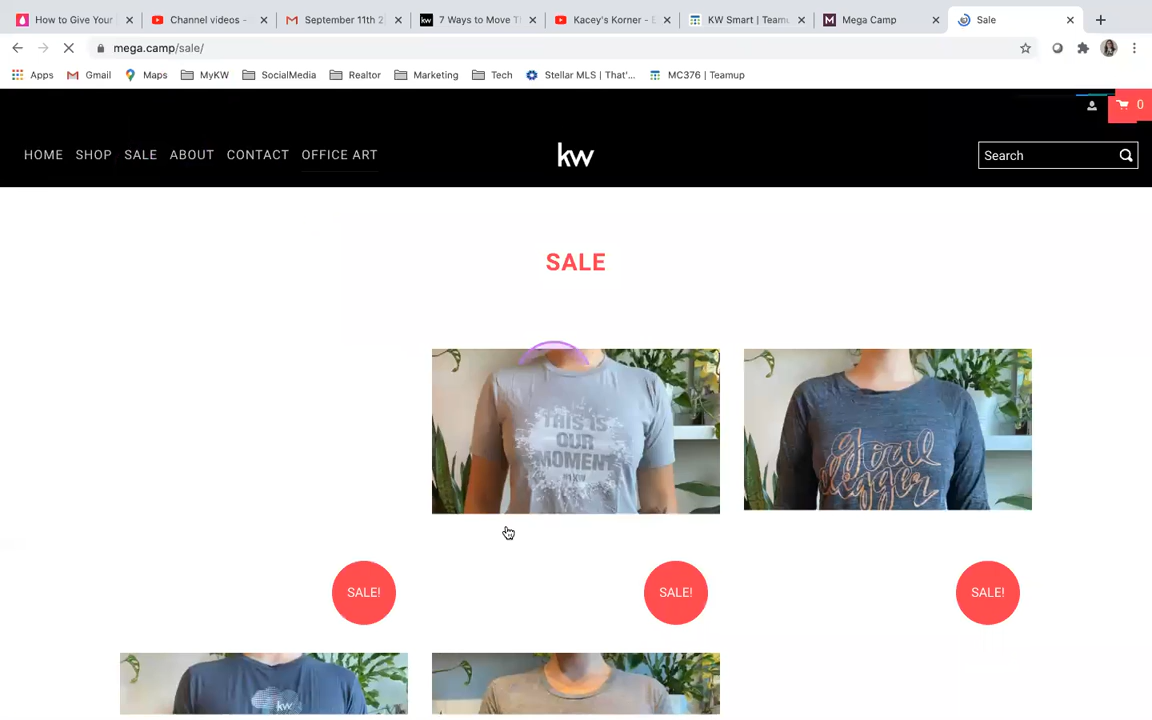 How to Give Your
Channel videos -
September 11th 2
7 Ways to Move T
Kacey's Korner - E
KW Smart | Teamu
Mega Camp
Sale
mega.camp/sale/
Apps
Gmail
Maps
MyKW
SocialMedia
Realtor
Marketing
Tech
Stellar MLS | That'...
MC376 | Teamup
0
HOME
SHOP
SALE
ABOUT
CONTACT
OFFICE ART
kw
Search
SALE
THIS IS
OUR
MOMENT
goal
digger
SALE!
SALE!
SALE!
kw